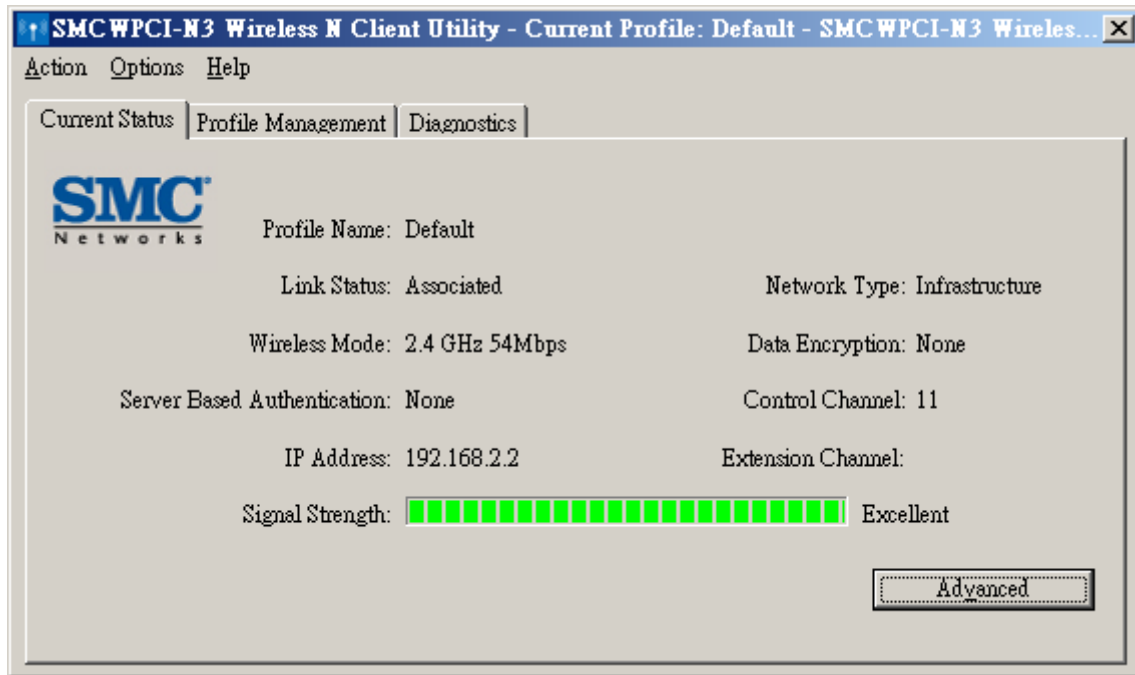 SMCWPCI-N3 Wireless N Client Utility - Current Profile: Default - SMCWPCI-N3 Wireles...
Action Options Help
Current Status Profile Management Diagnostics
SMC®
Networks
Profile Name: Default
Link Status: Associated Network Type: Infrastructure
Wireless Mode: 2.4 GHz 54Mbps Data Encryption: None
Server Based Authentication: None Control Channel: 11
IP Address: 192.168.2.2 Extension Channel:
Signal Strength: Excellent
Advanced